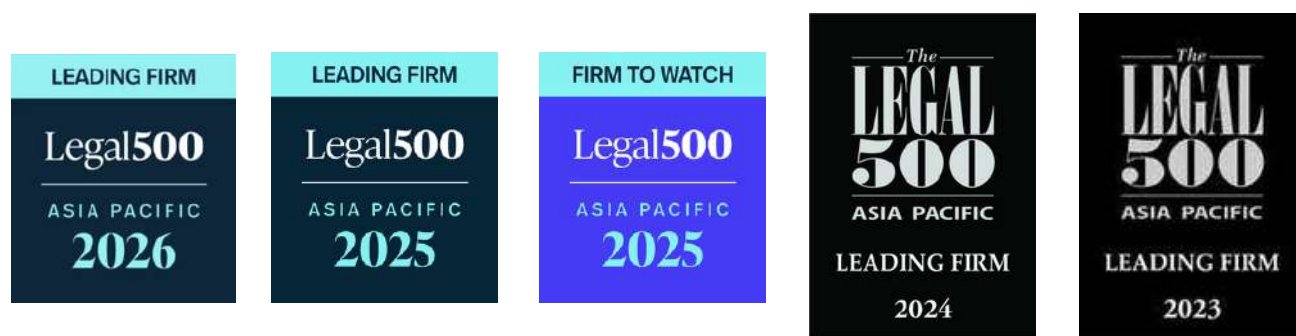 LEADING FIRM
Legal500
ASIA PACIFIC
2026
LEADING FIRM
Legal500
ASIA PACIFIC
2025
FIRM TO WATCH
Legal500
ASIA PACIFIC
2025
The
LEGAL
500
ASIA PACIFIC
LEADING FIRM
2024
The
LEGAL
500
ASIA PACIFIC
LEADING FIRM
2023